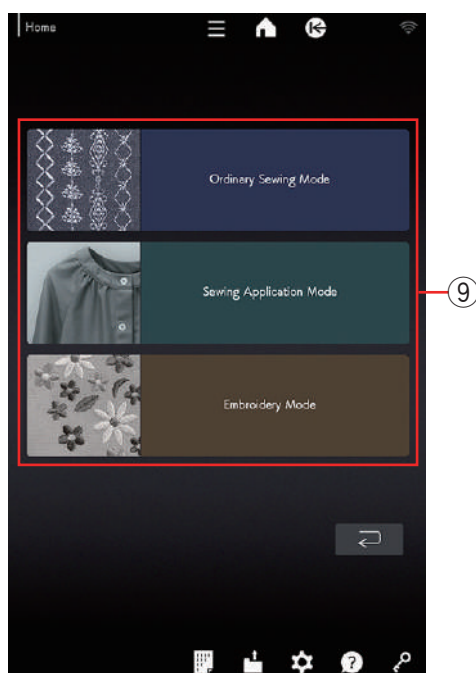 Home
Ordinary Sewing Mode
Sewing Application Mode
⑨
Embroidery Mode